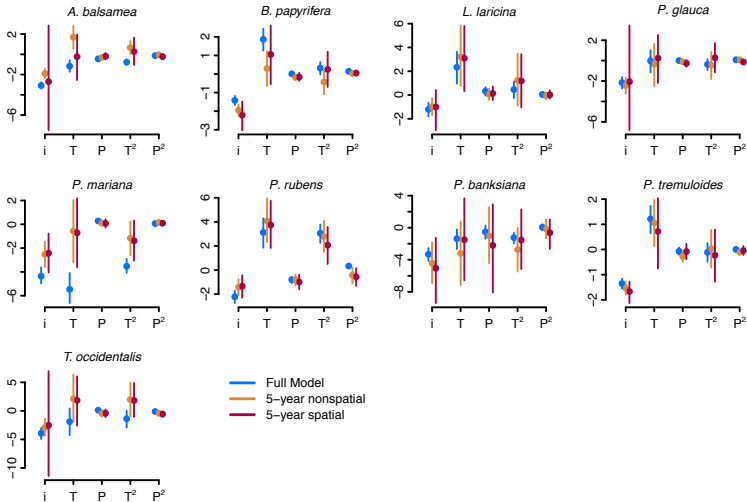 A. balsamea
2
−2
−6
i T P T² P²
B. papyrifera
2
1
−1
−3
i T P T² P²
L. laricina
6
4
2
0
−2
i T P T² P²
P. glauca
2
−2
−6
i T P T² P²
P. mariana
2
−2
−6
i T P T² P²
P. rubens
6
4
2
0
−2
i T P T² P²
P. banksiana
4
0
−4
−8
i T P T² P²
P. tremuloides
2
1
0
−1
−2
i T P T² P²
T. occidentalis
5
0
−5
−10
i T P T² P²
Full Model
5−year nonspatial
5−year spatial